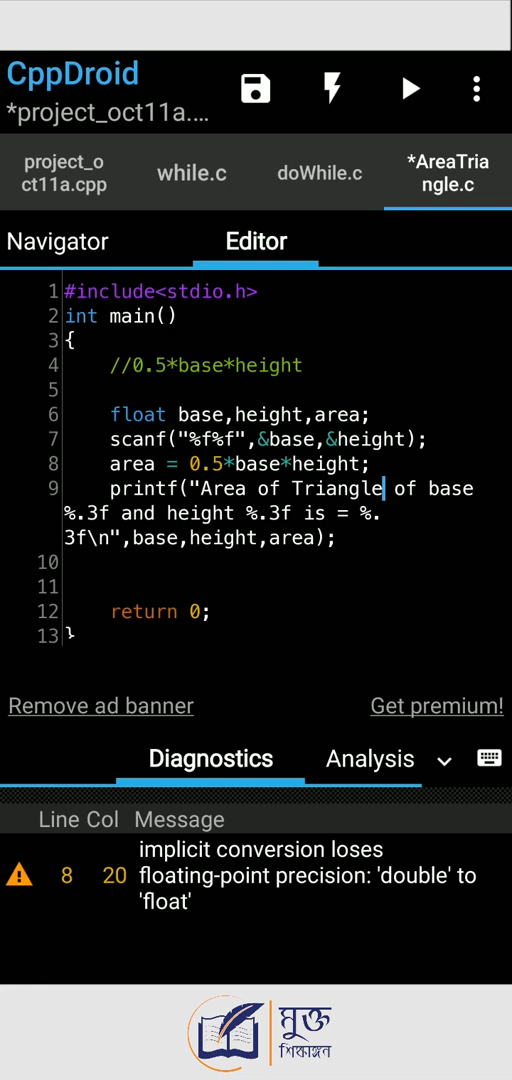 CppDroid
*project_oct11a....
project_o
ct11a.cpp
while.c
doWhile.c
*AreaTria
ngle.c
Navigator
Editor
1 #include<stdio.h>
2 int main()
3 {
4 //0.5*base*height
5
6 float base,height,area;
7 scanf("%f%f",&base,&height);
8 area = 0.5*base*height;
9 printf("Area of Triangle of base
%.3f and height %.3f is = %.
3f\n",base,height,area);
10
11
12 return 0;
13 }
Remove ad banner
Get premium!
Diagnostics
Analysis
Line Col Message
8 20 implicit conversion loses
floating-point precision: 'double' to
'float'
মুক্ত
শিক্ষাঙ্গন